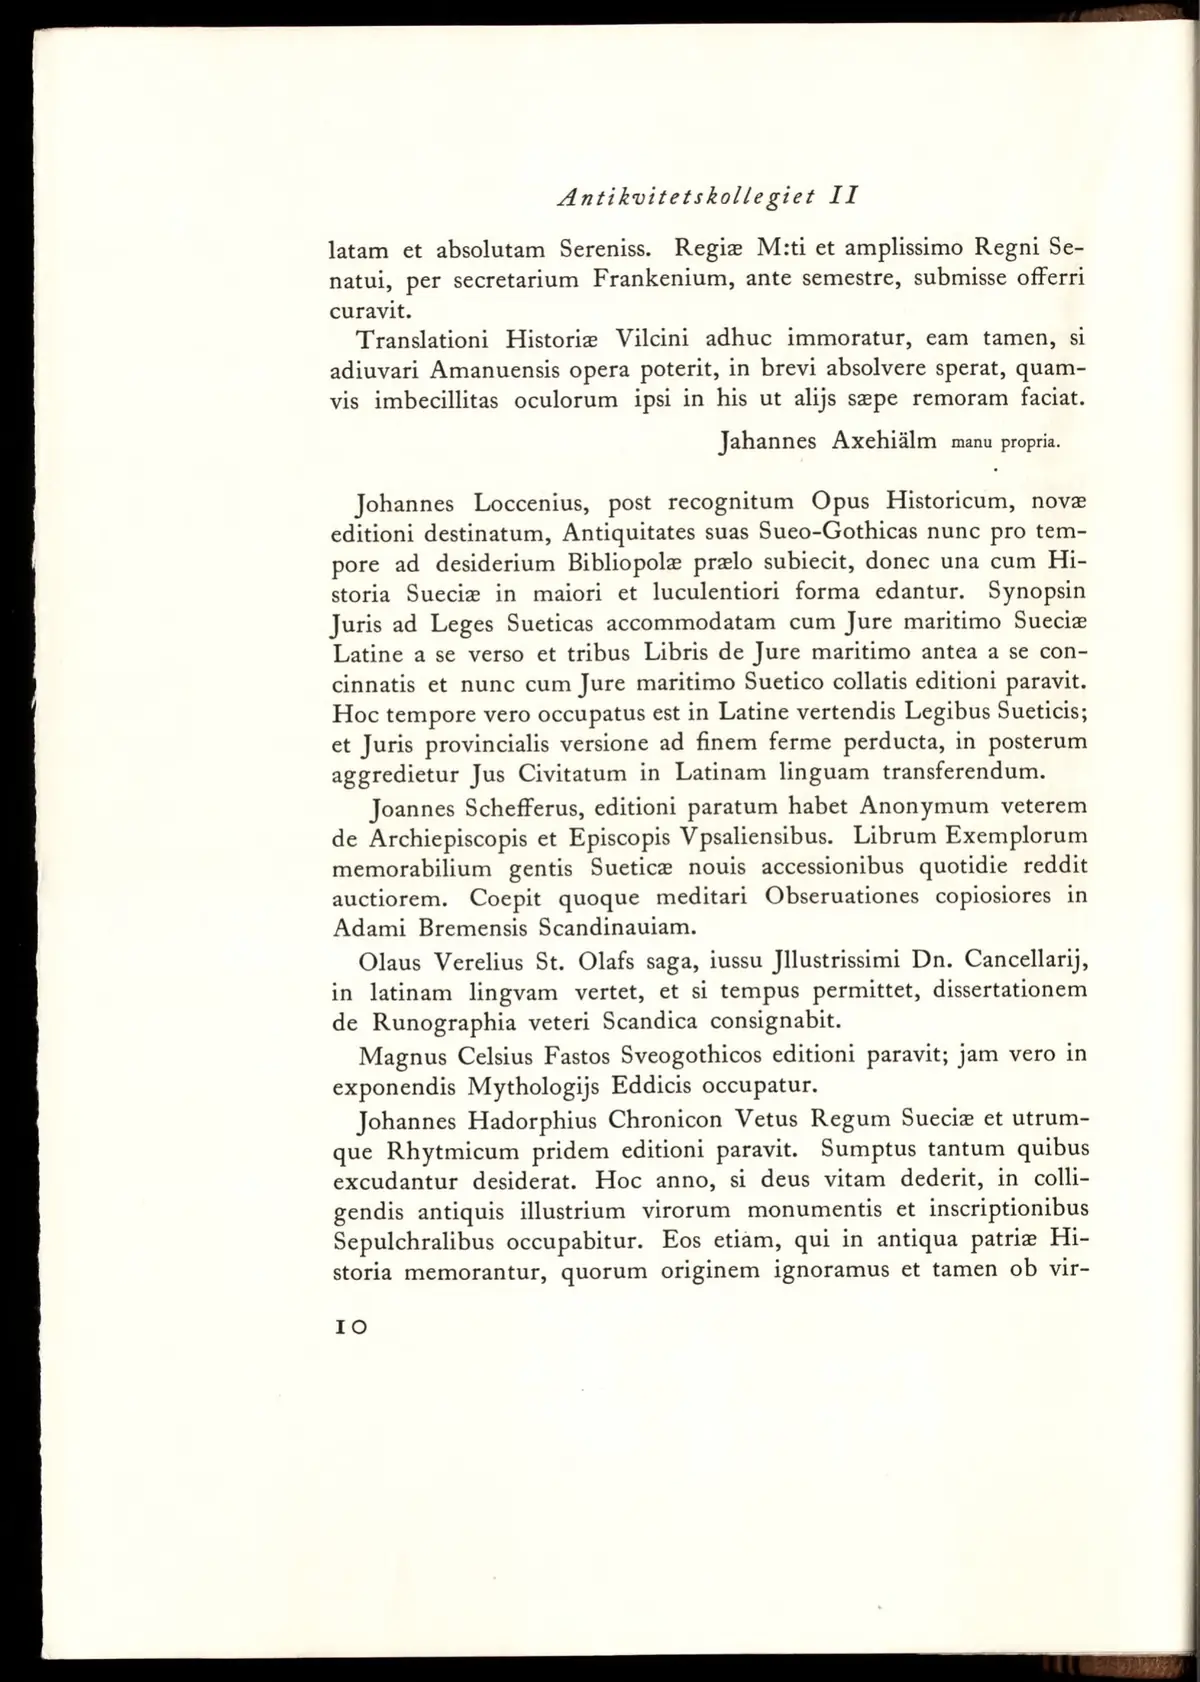 Antikvitetskollegiet II
latam et absolutam Sereniss. Regiæ M:ti et amplissimo Regni Se-
natui, per secretarium Frankenium, ante semestre, submisse offerri
curavit.
Translationi Historiæ Vilcini adhuc immoratur, eam tamen, si
adiuvari Amanuensis opera poterit, in brevi absolvere sperat, quam-
vis imbecillitas oculorum ipsi in his ut alijs sæpe remoram faciat.
Jahannes Axehiälm manu propria.
Johannes Loccenius, post recognitum Opus Historicum, novæ
editioni destinatum, Antiquitates suas Sueo-Gothicas nunc pro tem-
pore ad desiderium Bibliopolæ prælo subiecit, donec una cum Hi-
storia Sueciæ in maiori et luculentiori forma edantur. Synopsin
Juris ad Leges Sueticas accommodatam cum Jure maritimo Sueciæ
Latine a se verso et tribus Libris de Jure maritimo antea a se con-
cinnatis et nunc cum Jure maritimo Suetico collatis editioni paravit.
Hoc tempore vero occupatus est in Latine vertendis Legibus Sueticis;
et Juris provincialis versione ad finem ferme perducta, in posterum
aggredietur Jus Civitatum in Latinam linguam transferendum.
Joannes Schefferus, editioni paratum habet Anonymum veterem
de Archiepiscopis et Episcopis Vpsaliensibus. Librum Exemplorum
memorabilium gentis Sueticæ nouis accessionibus quotidie reddit
auctiorem. Coepit quoque meditari Obseruationes copiosiores in
Adami Bremensis Scandinauiam.
Olaus Verelius St. Olafs saga, iussu Jllustrissimi Dn. Cancellarij,
in latinam lingvam vertet, et si tempus permittet, dissertationem
de Runographia veteri Scandica consignabit.
Magnus Celsius Fastos Sveogothicos editioni paravit; jam vero in
exponendis Mythologijs Eddicis occupatur.
Johannes Hadorphius Chronicon Vetus Regum Sueciæ et utrum-
que Rhytmicum pridem editioni paravit. Sumptus tantum quibus
excudantur desiderat. Hoc anno, si deus vitam dederit, in colli-
gendis antiquis illustrium virorum monumentis et inscriptionibus
Sepulchralibus occupabitur. Eos etiam, qui in antiqua patriæ Hi-
storia memorantur, quorum originem ignoramus et tamen ob vir-
10